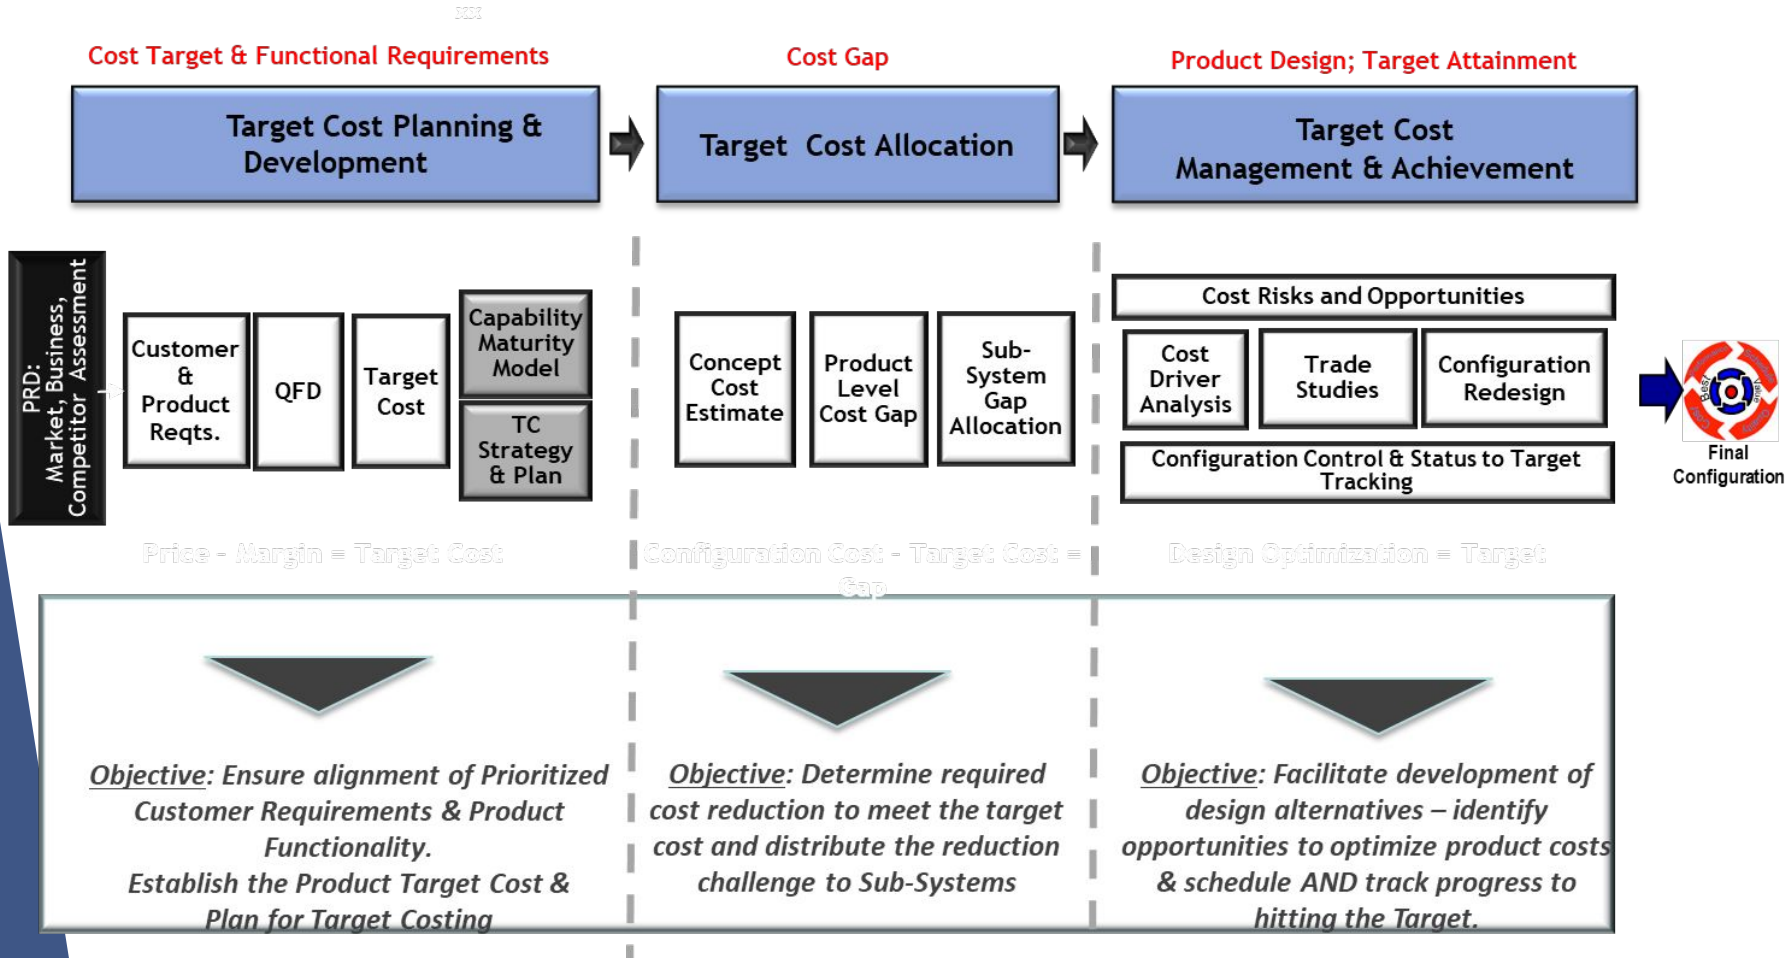 xx
Cost Target & Functional Requirements
Cost Gap
Product Design; Target Attainment
Target Cost Planning &
Development
Target Cost Allocation
Target Cost
Management & Achievement
PRD:
Market, Business,
Competitor Assessment
Customer
&
Product
Reqts.
QFD
Target
Cost
Capability
Maturity
Model
TC
Strategy
& Plan
Concept
Cost
Estimate
Product
Level
Cost Gap
Sub-
System
Gap
Allocation
Cost Risks and Opportunities
Cost
Driver
Analysis
Trade
Studies
Configuration
Redesign
Configuration Control & Status to Target
Tracking
Best
Value
Cost
Quality
Final
Configuration
Price - Margin = Target Cost
Configuration Cost - Target Cost =
Gap
Design Optimization = Target
Objective: Ensure alignment of Prioritized
Customer Requirements & Product
Functionality.
Establish the Product Target Cost &
Plan for Target Costing
Objective: Determine required
cost reduction to meet the target
cost and distribute the reduction
challenge to Sub-Systems
Objective: Facilitate development of
design alternatives – identify
opportunities to optimize product costs
& schedule AND track progress to
hitting the Target.